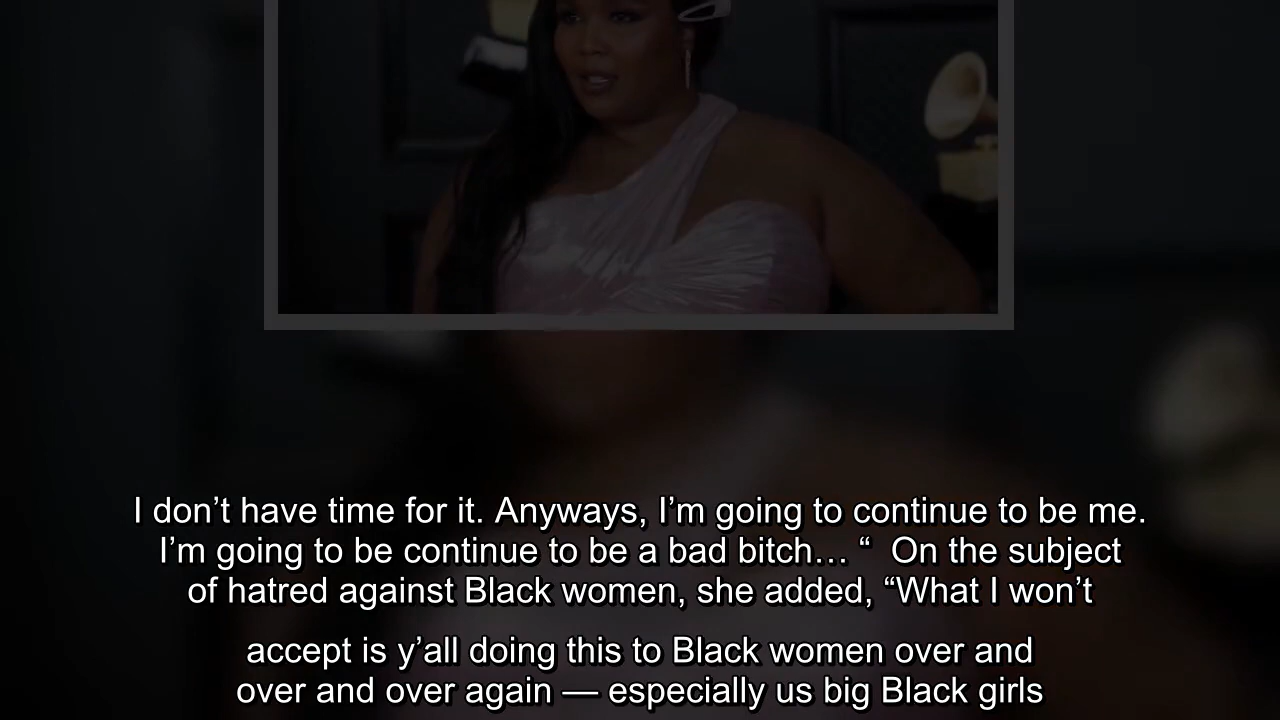 I don’t have time for it. Anyways, I’m going to continue to be me.
I’m going to be continue to be a bad bitch… “  On the subject
of hatred against Black women, she added, “What I won’t
accept is y’all doing this to Black women over and
over and over again — especially us big Black girls